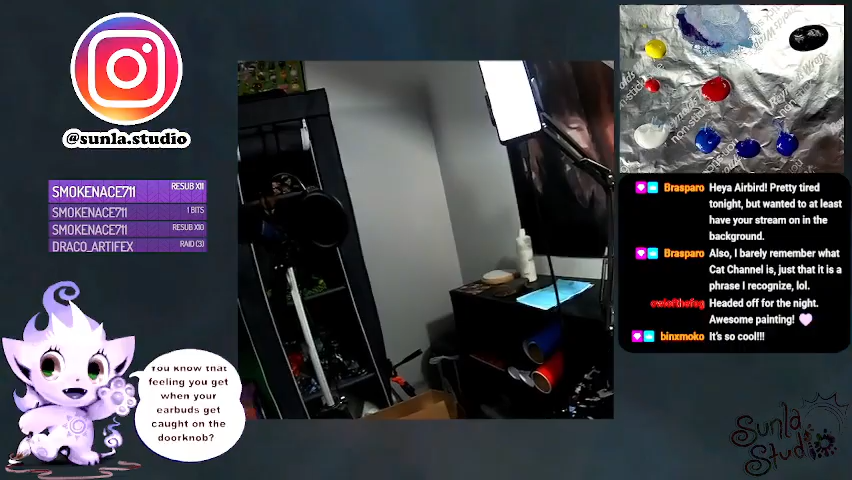 @sunla.studio
SMOKENACE711 RESUB X11
SMOKENACE711 1 BITS
SMOKENACE711 RESUB X10
DRACO_ARTIFEX RAID (3)
You know that
feeling you get
when your
earbuds get
caught on the
doorknob?
Brasparo Heya Airbird! Pretty tired
tonight, but wanted to at least
have your stream on in the
background.
Brasparo Also, I barely remember what
Cat Channel is, just that it is a
phrase I recognize, lol.
Headed off for the night.
Awesome painting!
binxmoko It's so cool!!!
Sunla
Studio